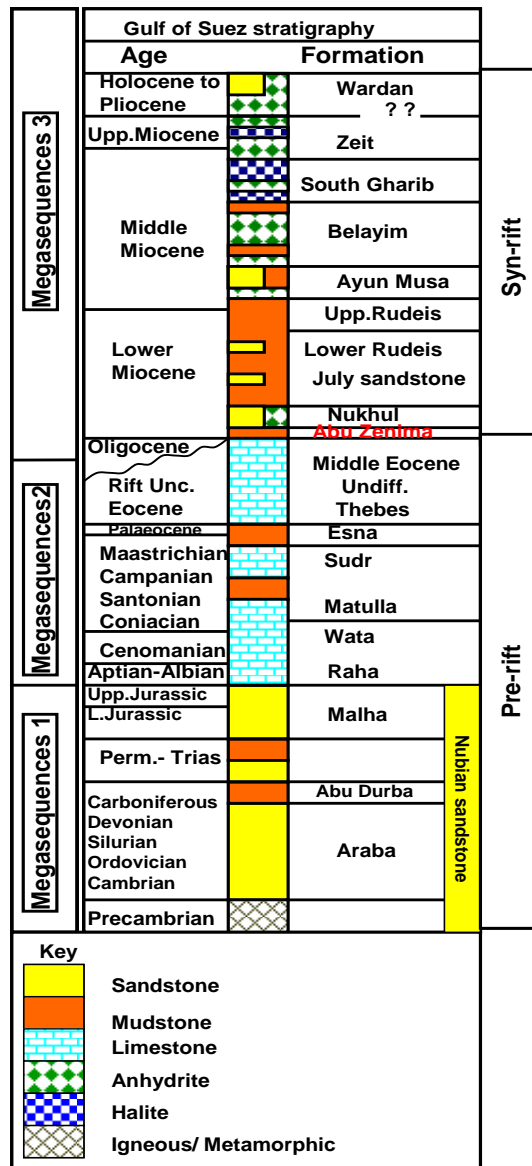 Gulf of Suez stratigraphy
Age Formation
Megasequences 3
Megasequences2
Megasequences 1
Holocene to
Pliocene
Upp.Miocene
Middle
Miocene
Lower
Miocene
Oligocene
Rift Unc.
Eocene
Palaeocene
Maastrichian
Campanian
Santonian
Coniacian
Cenomanian
Aptian-Albian
Upp.Jurassic
L.Jurassic
Perm.- Trias
Carboniferous
Devonian
Silurian
Ordovician
Cambrian
Precambrian
Wardan
? ?
Zeit
South Gharib
Belayim
Ayun Musa
Upp.Rudeis
Lower Rudeis
July sandstone
Nukhul
Abu Zenima
Middle Eocene
Undiff.
Thebes
Esna
Sudr
Matulla
Wata
Raha
Malha
Abu Durba
Araba
Nubian sandstone
Syn-rift
Pre-rift
Key
Sandstone
Mudstone
Limestone
Anhydrite
Halite
Igneous/ Metamorphic